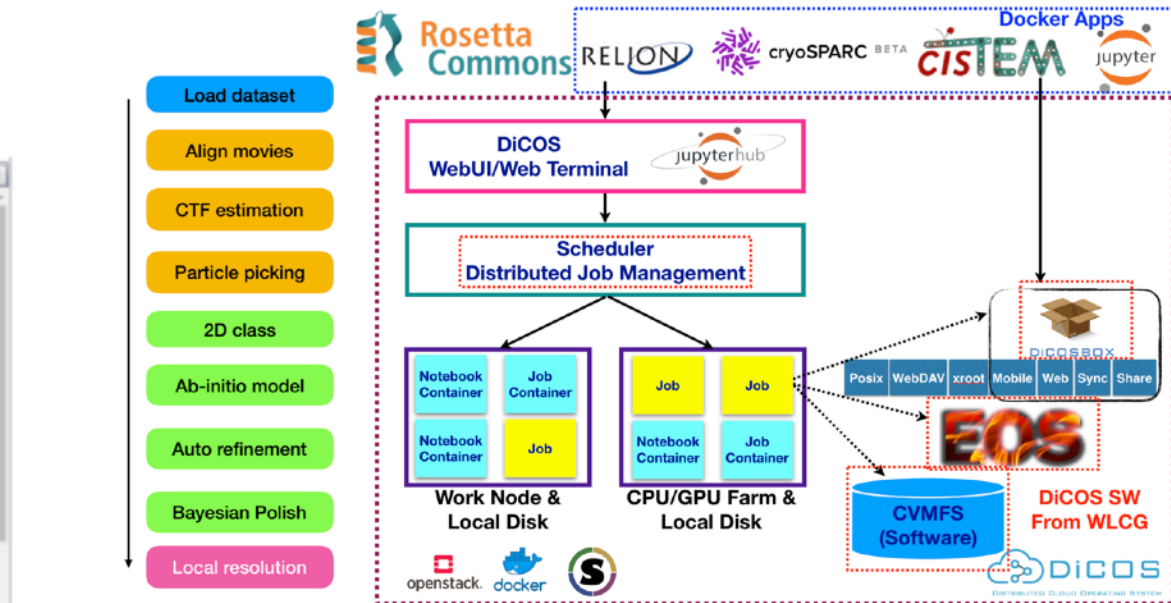 Load dataset
Align movies
CTF estimation
Particle picking
2D class
Ab-initio model
Auto refinement
Bayesian Polish
Local resolution
Rosetta
Commons
Docker Apps
RELION
cryoSPARC BETA
cisTEM
jupyter
DiCOS
WebUI/Web Terminal
jupyterhub
Scheduler
Distributed Job Management
Notebook
Container
Job
Container
Notebook
Container
Job
Work Node &
Local Disk
Job
Job
Notebook
Container
Job
Container
CPU/GPU Farm &
Local Disk
DICOSBOX
Posix WebDAV xroot Mobile Web Sync Share
EOS
CVMFS
(Software)
DiCOS SW
From WLCG
openstack.
docker
S
DiCOS
DISTRIBUTED CLOUD OPERATING SYSTEM